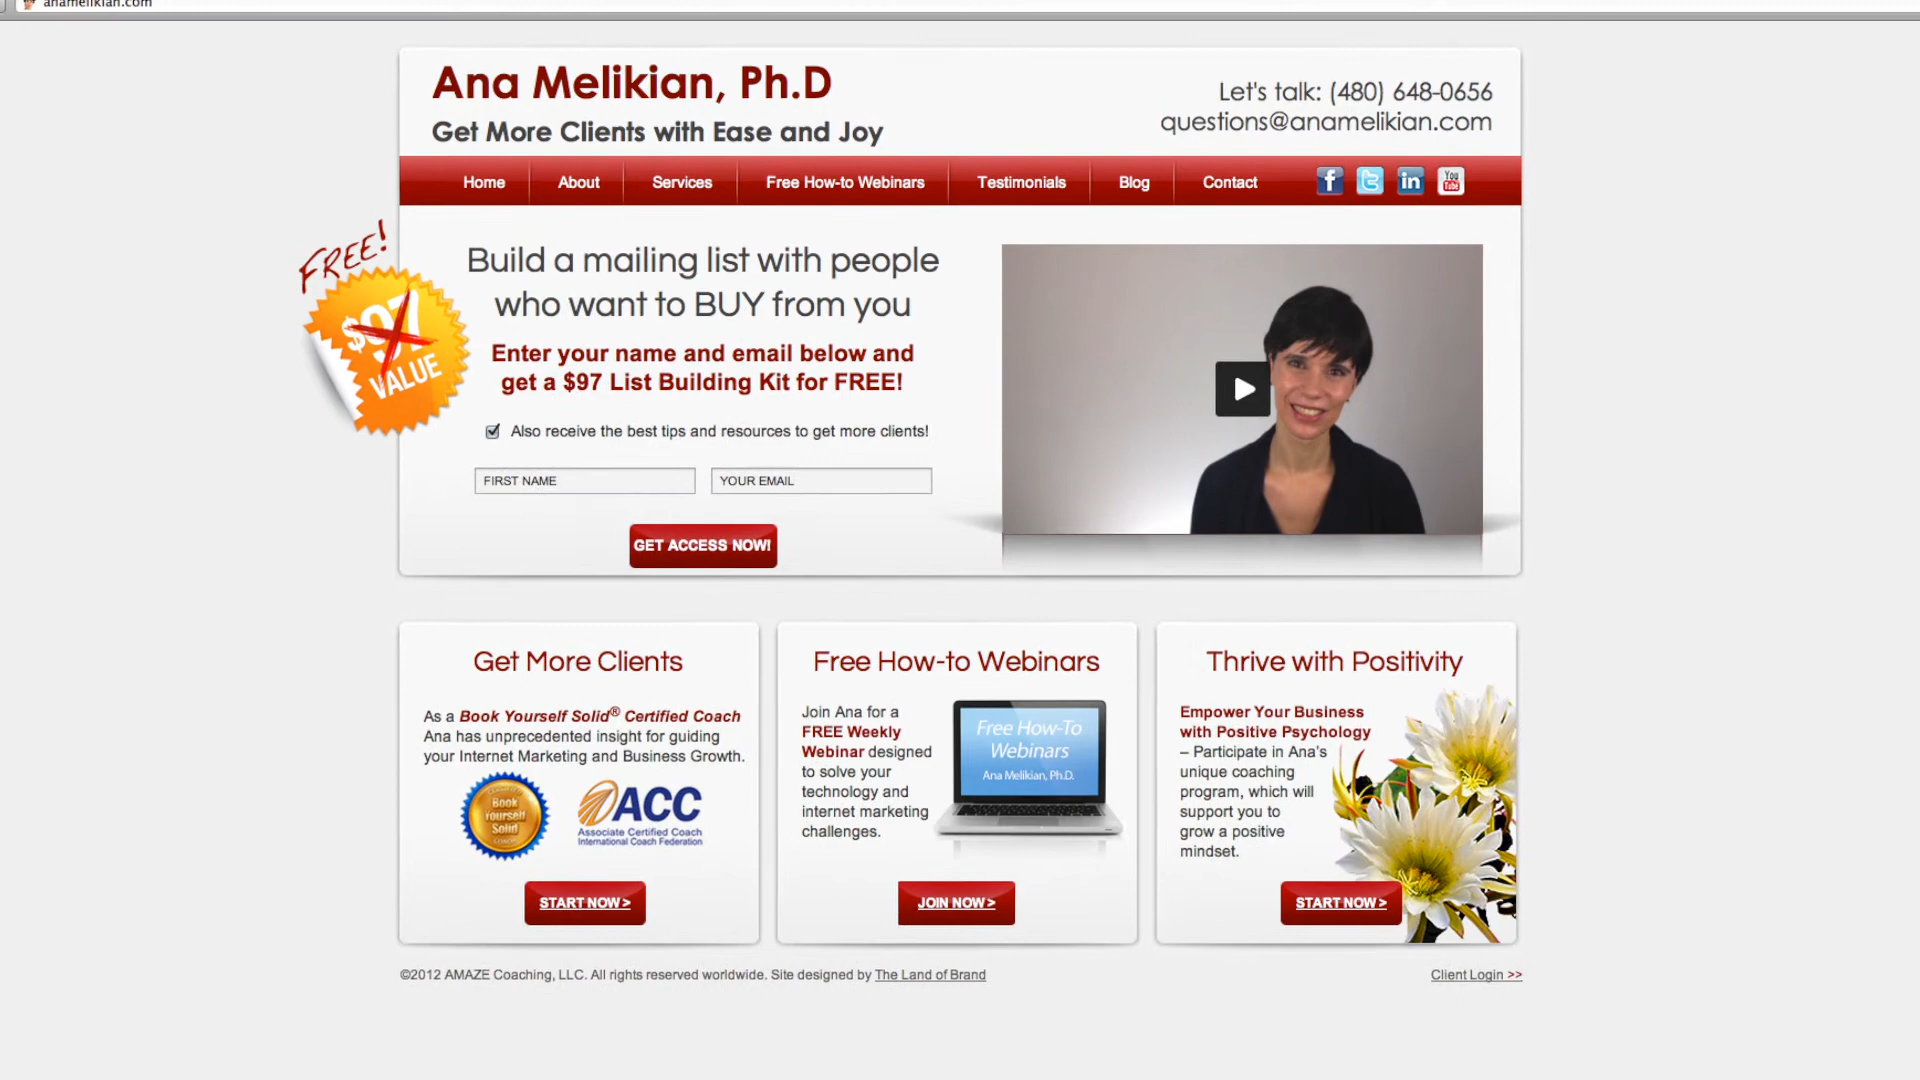 anamelikian.com
Ana Melikian, Ph.D
Get More Clients with Ease and Joy
Let's talk: (480) 648-0656
questions@anamelikian.com
Home
About
Services
Free How-to Webinars
Testimonials
Blog
Contact
f
t
in
You
Tube
FREE!
$97
VALUE
Build a mailing list with people
who want to BUY from you
Enter your name and email below and
get a $97 List Building Kit for FREE!
Also receive the best tips and resources to get more clients!
FIRST NAME
YOUR EMAIL
GET ACCESS NOW!
Get More Clients
As a Book Yourself Solid® Certified Coach
Ana has unprecedented insight for guiding
your Internet Marketing and Business Growth.
Book
Yourself
Solid
ACC
Associate Certified Coach
International Coach Federation
START NOW >
Free How-to Webinars
Join Ana for a
FREE Weekly
Webinar designed
to solve your
technology and
internet marketing
challenges.
Free How-To
Webinars
Ana Melikian, Ph.D.
JOIN NOW >
Thrive with Positivity
Empower Your Business
with Positive Psychology
– Participate in Ana's
unique coaching
program, which will
support you to
grow a positive
mindset.
START NOW >
©2012 AMAZE Coaching, LLC. All rights reserved worldwide. Site designed by The Land of Brand
Client Login >>